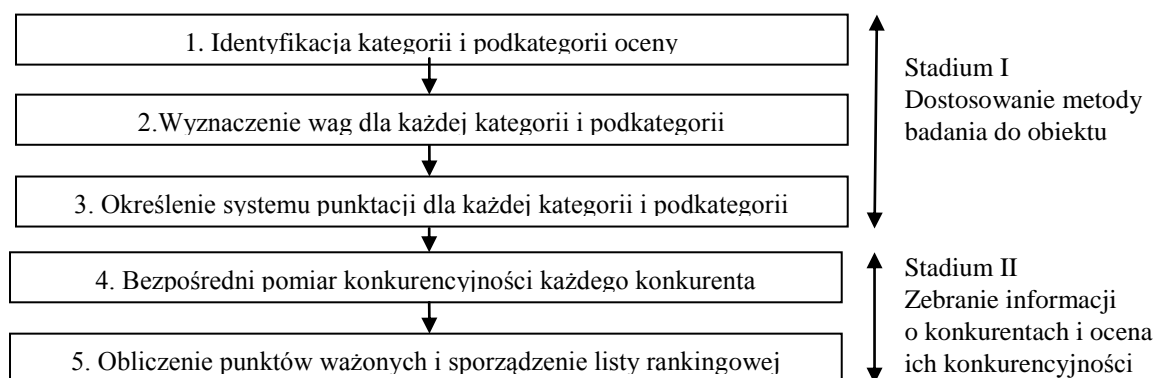 1. Identyfikacja kategorii i podkategorii oceny
2.Wyznaczenie wag dla każdej kategorii i podkategorii
3. Określenie systemu punktacji dla każdej kategorii i podkategorii
Stadium I
Dostosowanie metody
badania do obiektu
4. Bezpośredni pomiar konkurencyjności każdego konkurenta
5. Obliczenie punktów ważonych i sporządzenie listy rankingowej
Stadium II
Zebranie informacji
o konkurentach i ocena
ich konkurencyjności